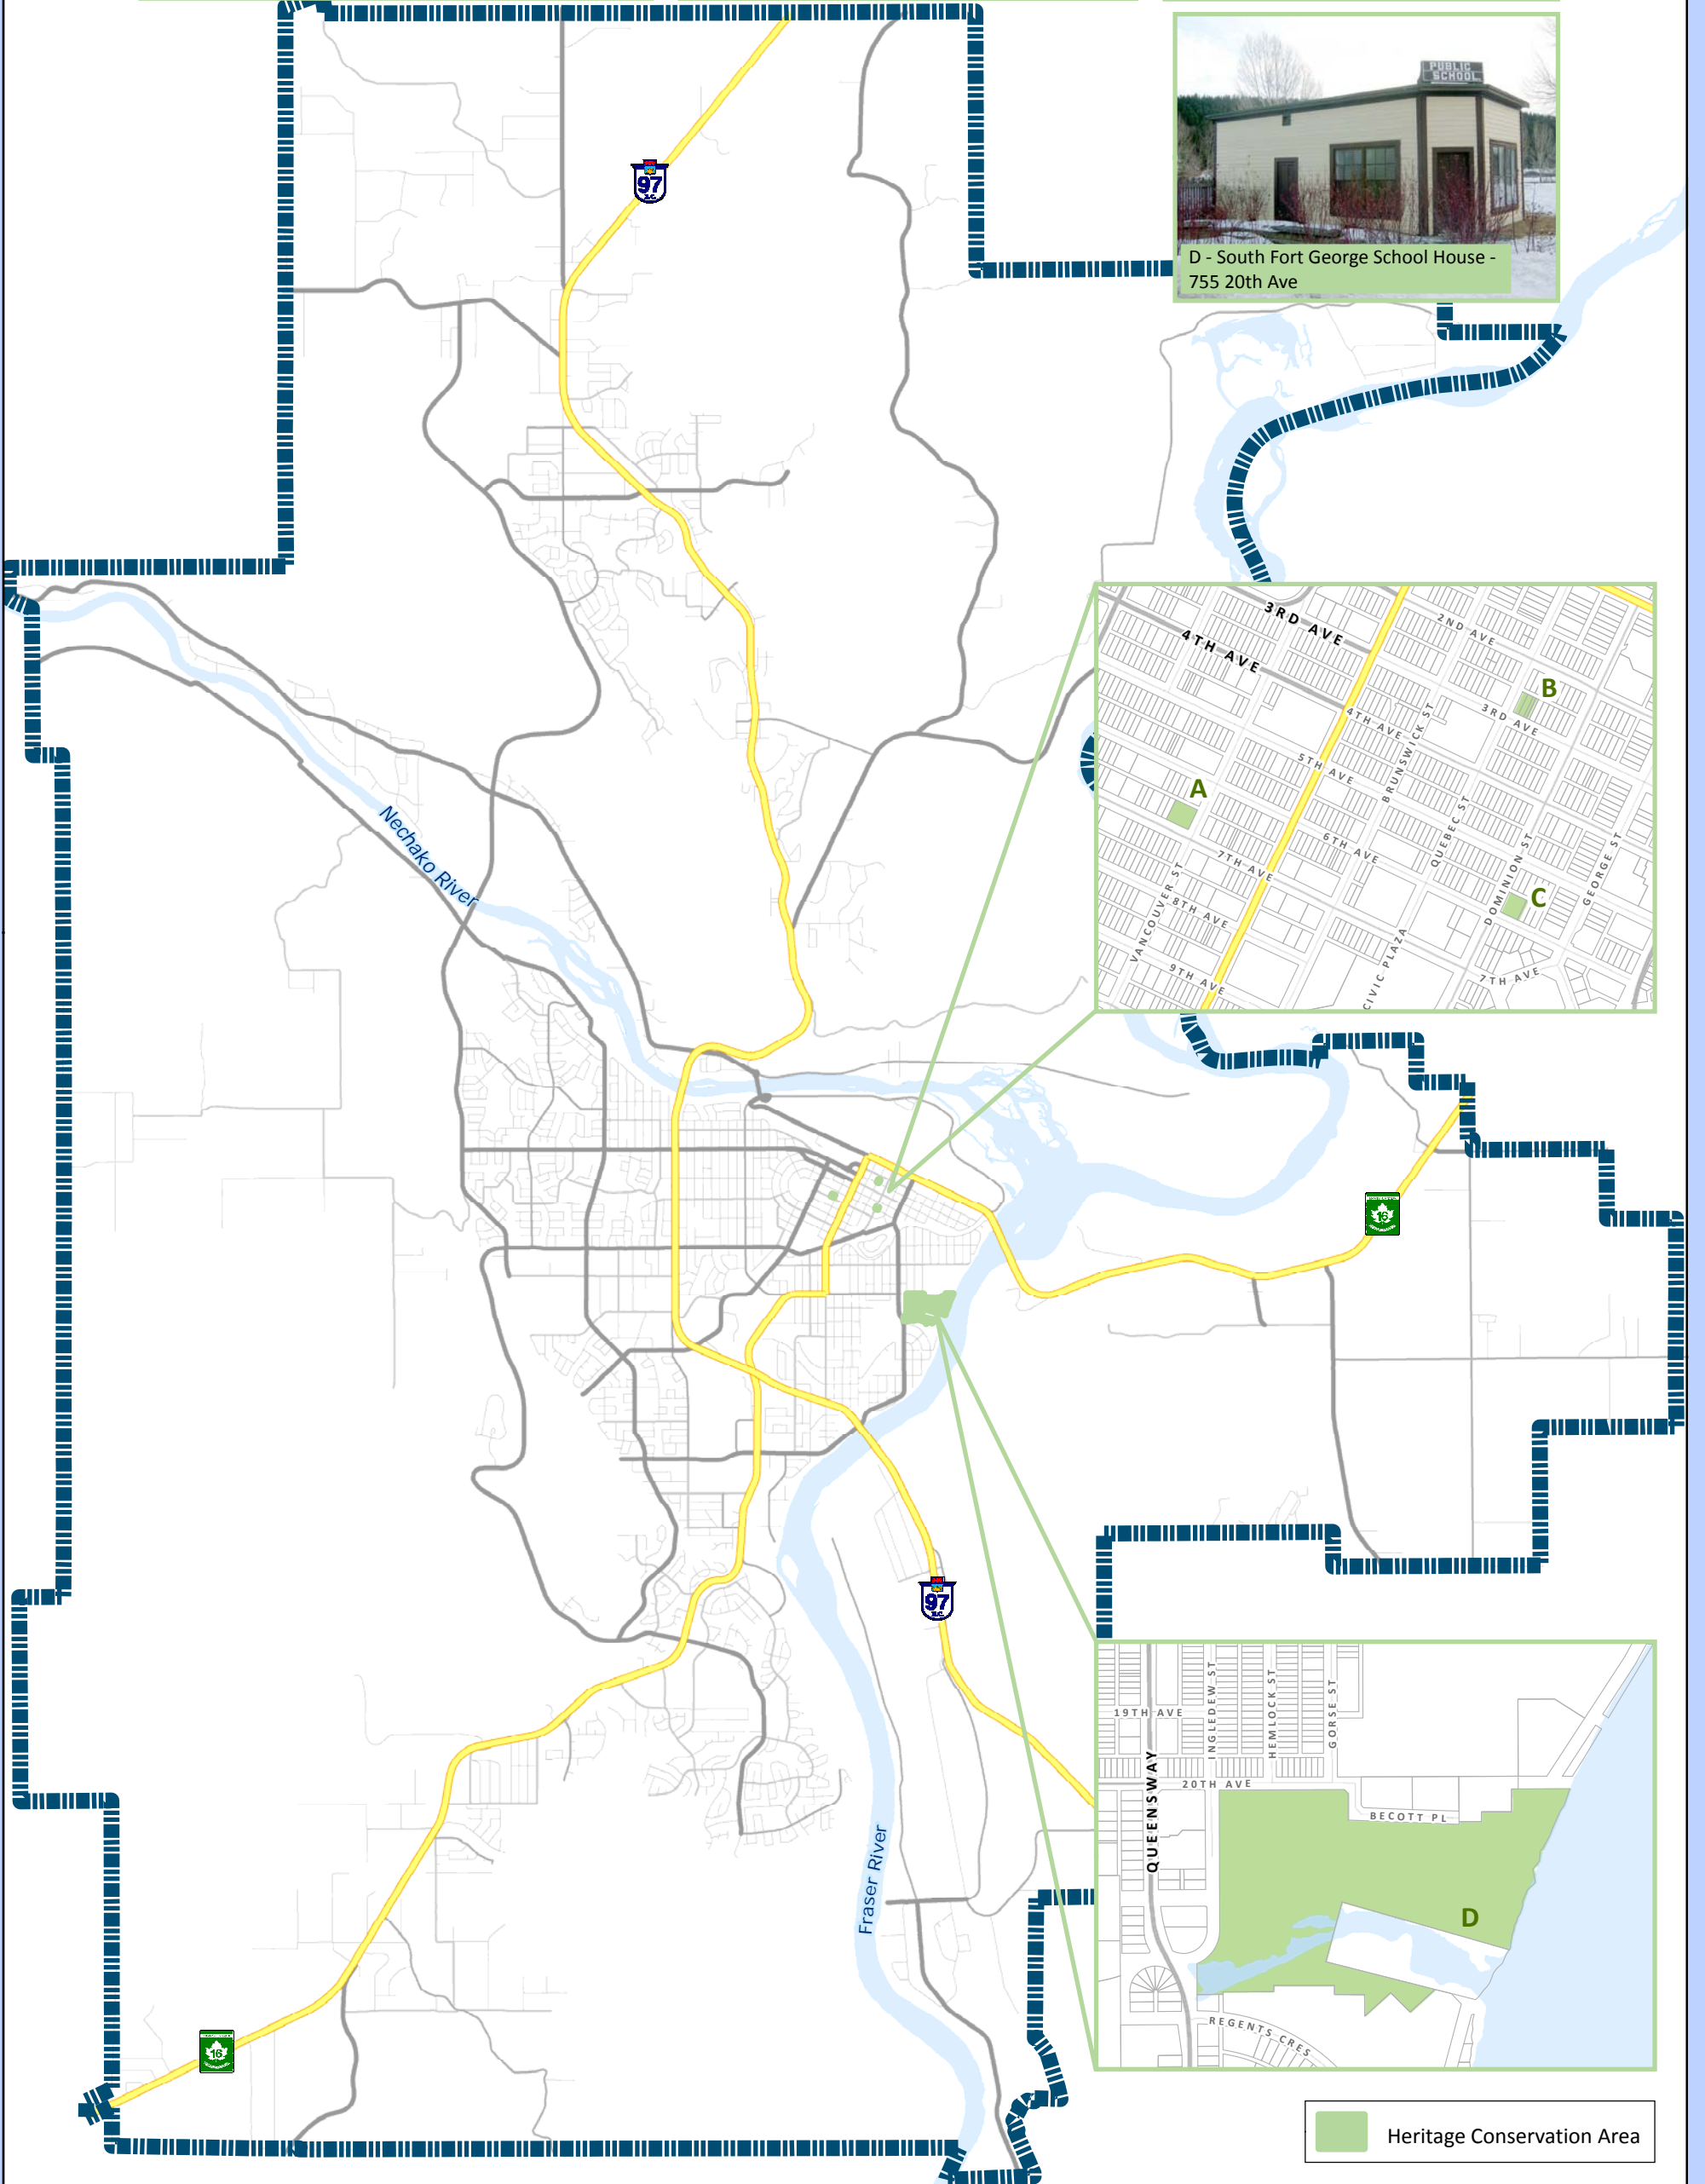 97
B.C.
PUBLIC
SCHOOL
D - South Fort George School House -
755 20th Ave
3RD AVE
4TH AVE
2ND AVE
B
3RD AVE
4TH AVE
BRUNSWICK ST
5TH AVE
A
QUEBEC ST
6TH AVE
DOMINION ST
GEORGE ST
7TH AVE
C
VANCOUVER ST
8TH AVE
CIVIC PLAZA
7TH AVE
9TH AVE
Nechako River
16
97
B.C.
INGLEDEW ST
HEMLOCK ST
GORSE ST
19TH AVE
20TH AVE
QUEENSWAY
BECOTT PL
D
REGENTS CRES
Fraser River
16
Heritage Conservation Area